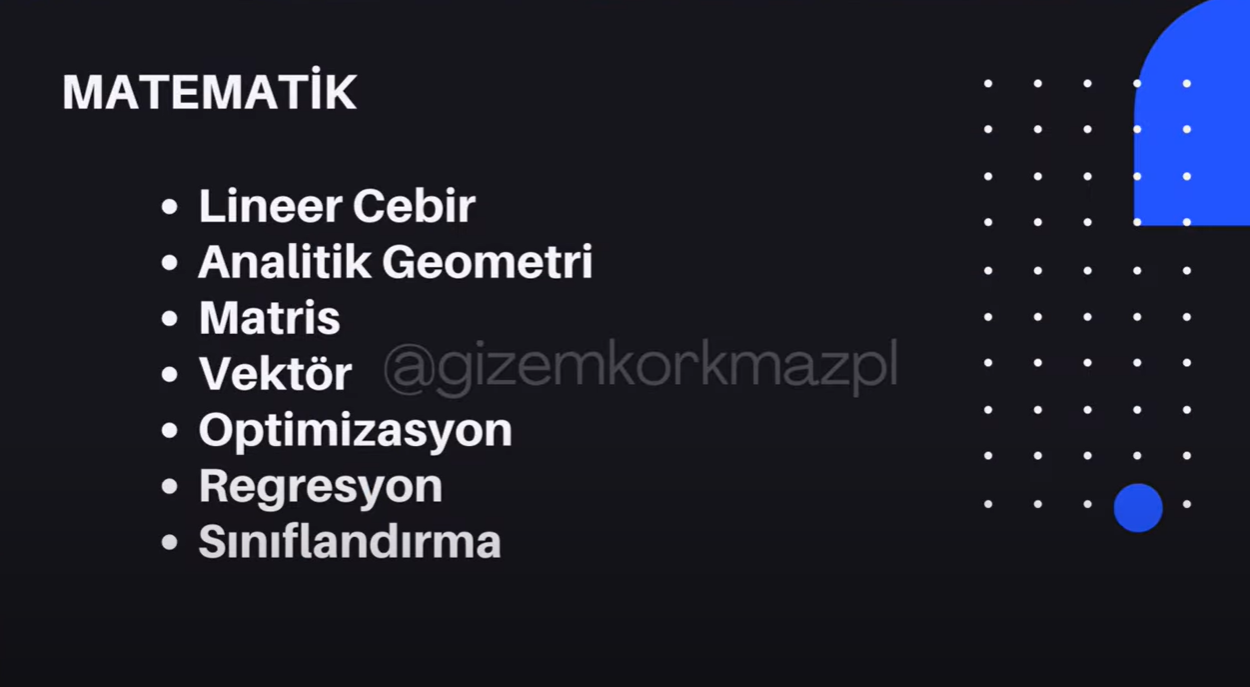 MATEMATİK
• Lineer Cebir
• Analitik Geometri
• Matris
• Vektör
@gizemkorkmazpl
• Optimizasyon
• Regresyon
• Sınıflandırma